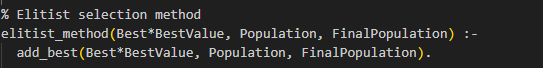 % Elitist selection method
elitist_method(Best*BestValue, Population, FinalPopulation) :-
  add_best(Best*BestValue, Population, FinalPopulation).